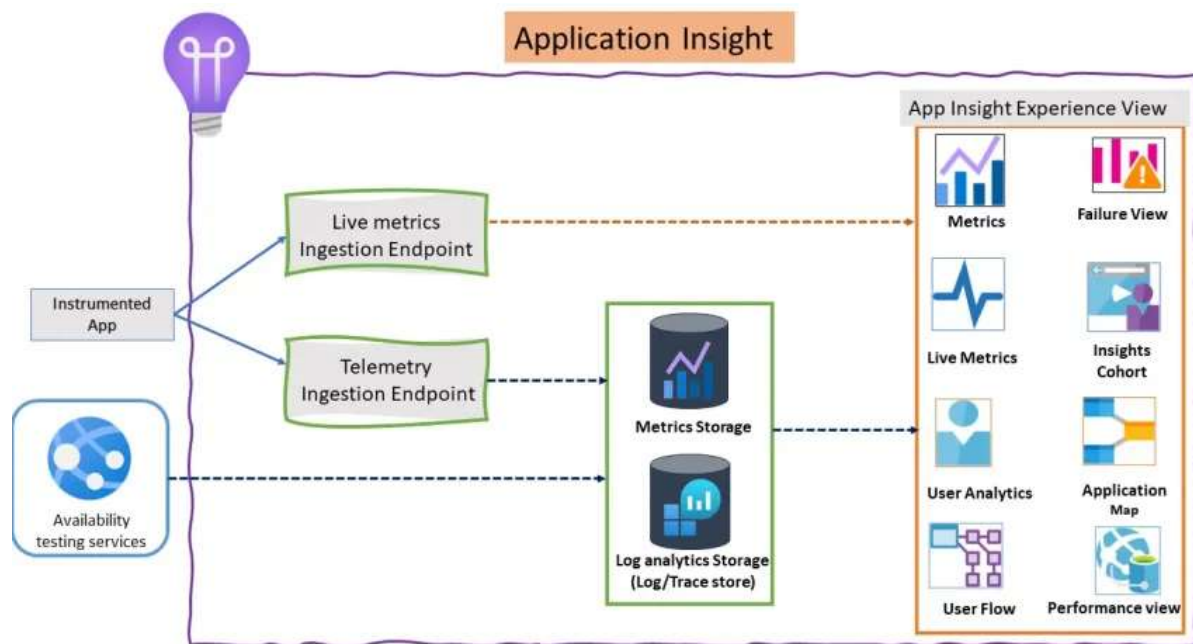 Application Insight
App Insight Experience View
Metrics
Failure View
Live metrics
Ingestion Endpoint
Instrumented
App
Live Metrics
Insights
Cohort
Telemetry
Ingestion Endpoint
Metrics Storage
User Analytics
Application
Map
Availability
testing services
Log analytics Storage
(Log/Trace store)
User Flow
Performance view